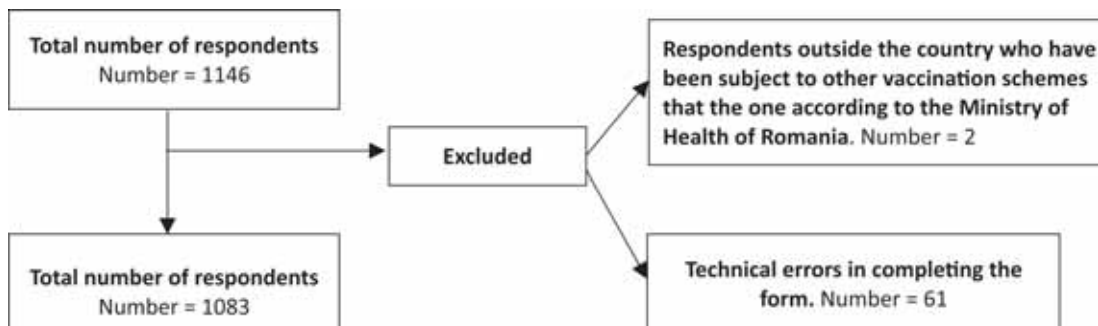 Total number of respondents
Number = 1146
Respondents outside the country who have
been subject to other vaccination schemes
that the one according to the Ministry of
Health of Romania. Number = 2
Excluded
Total number of respondents
Number = 1083
Technical errors in completing the
form. Number = 61